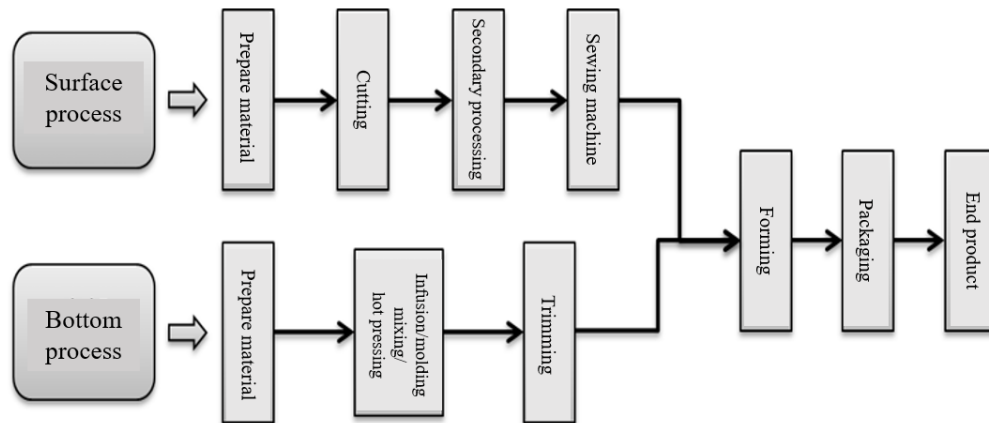 Surface
process
Prepare material
Cutting
Secondary processing
Sewing machine
Forming
Packaging
End product
Bottom
process
Prepare material
Infusion/molding
mixing/
hot pressing
Trimming